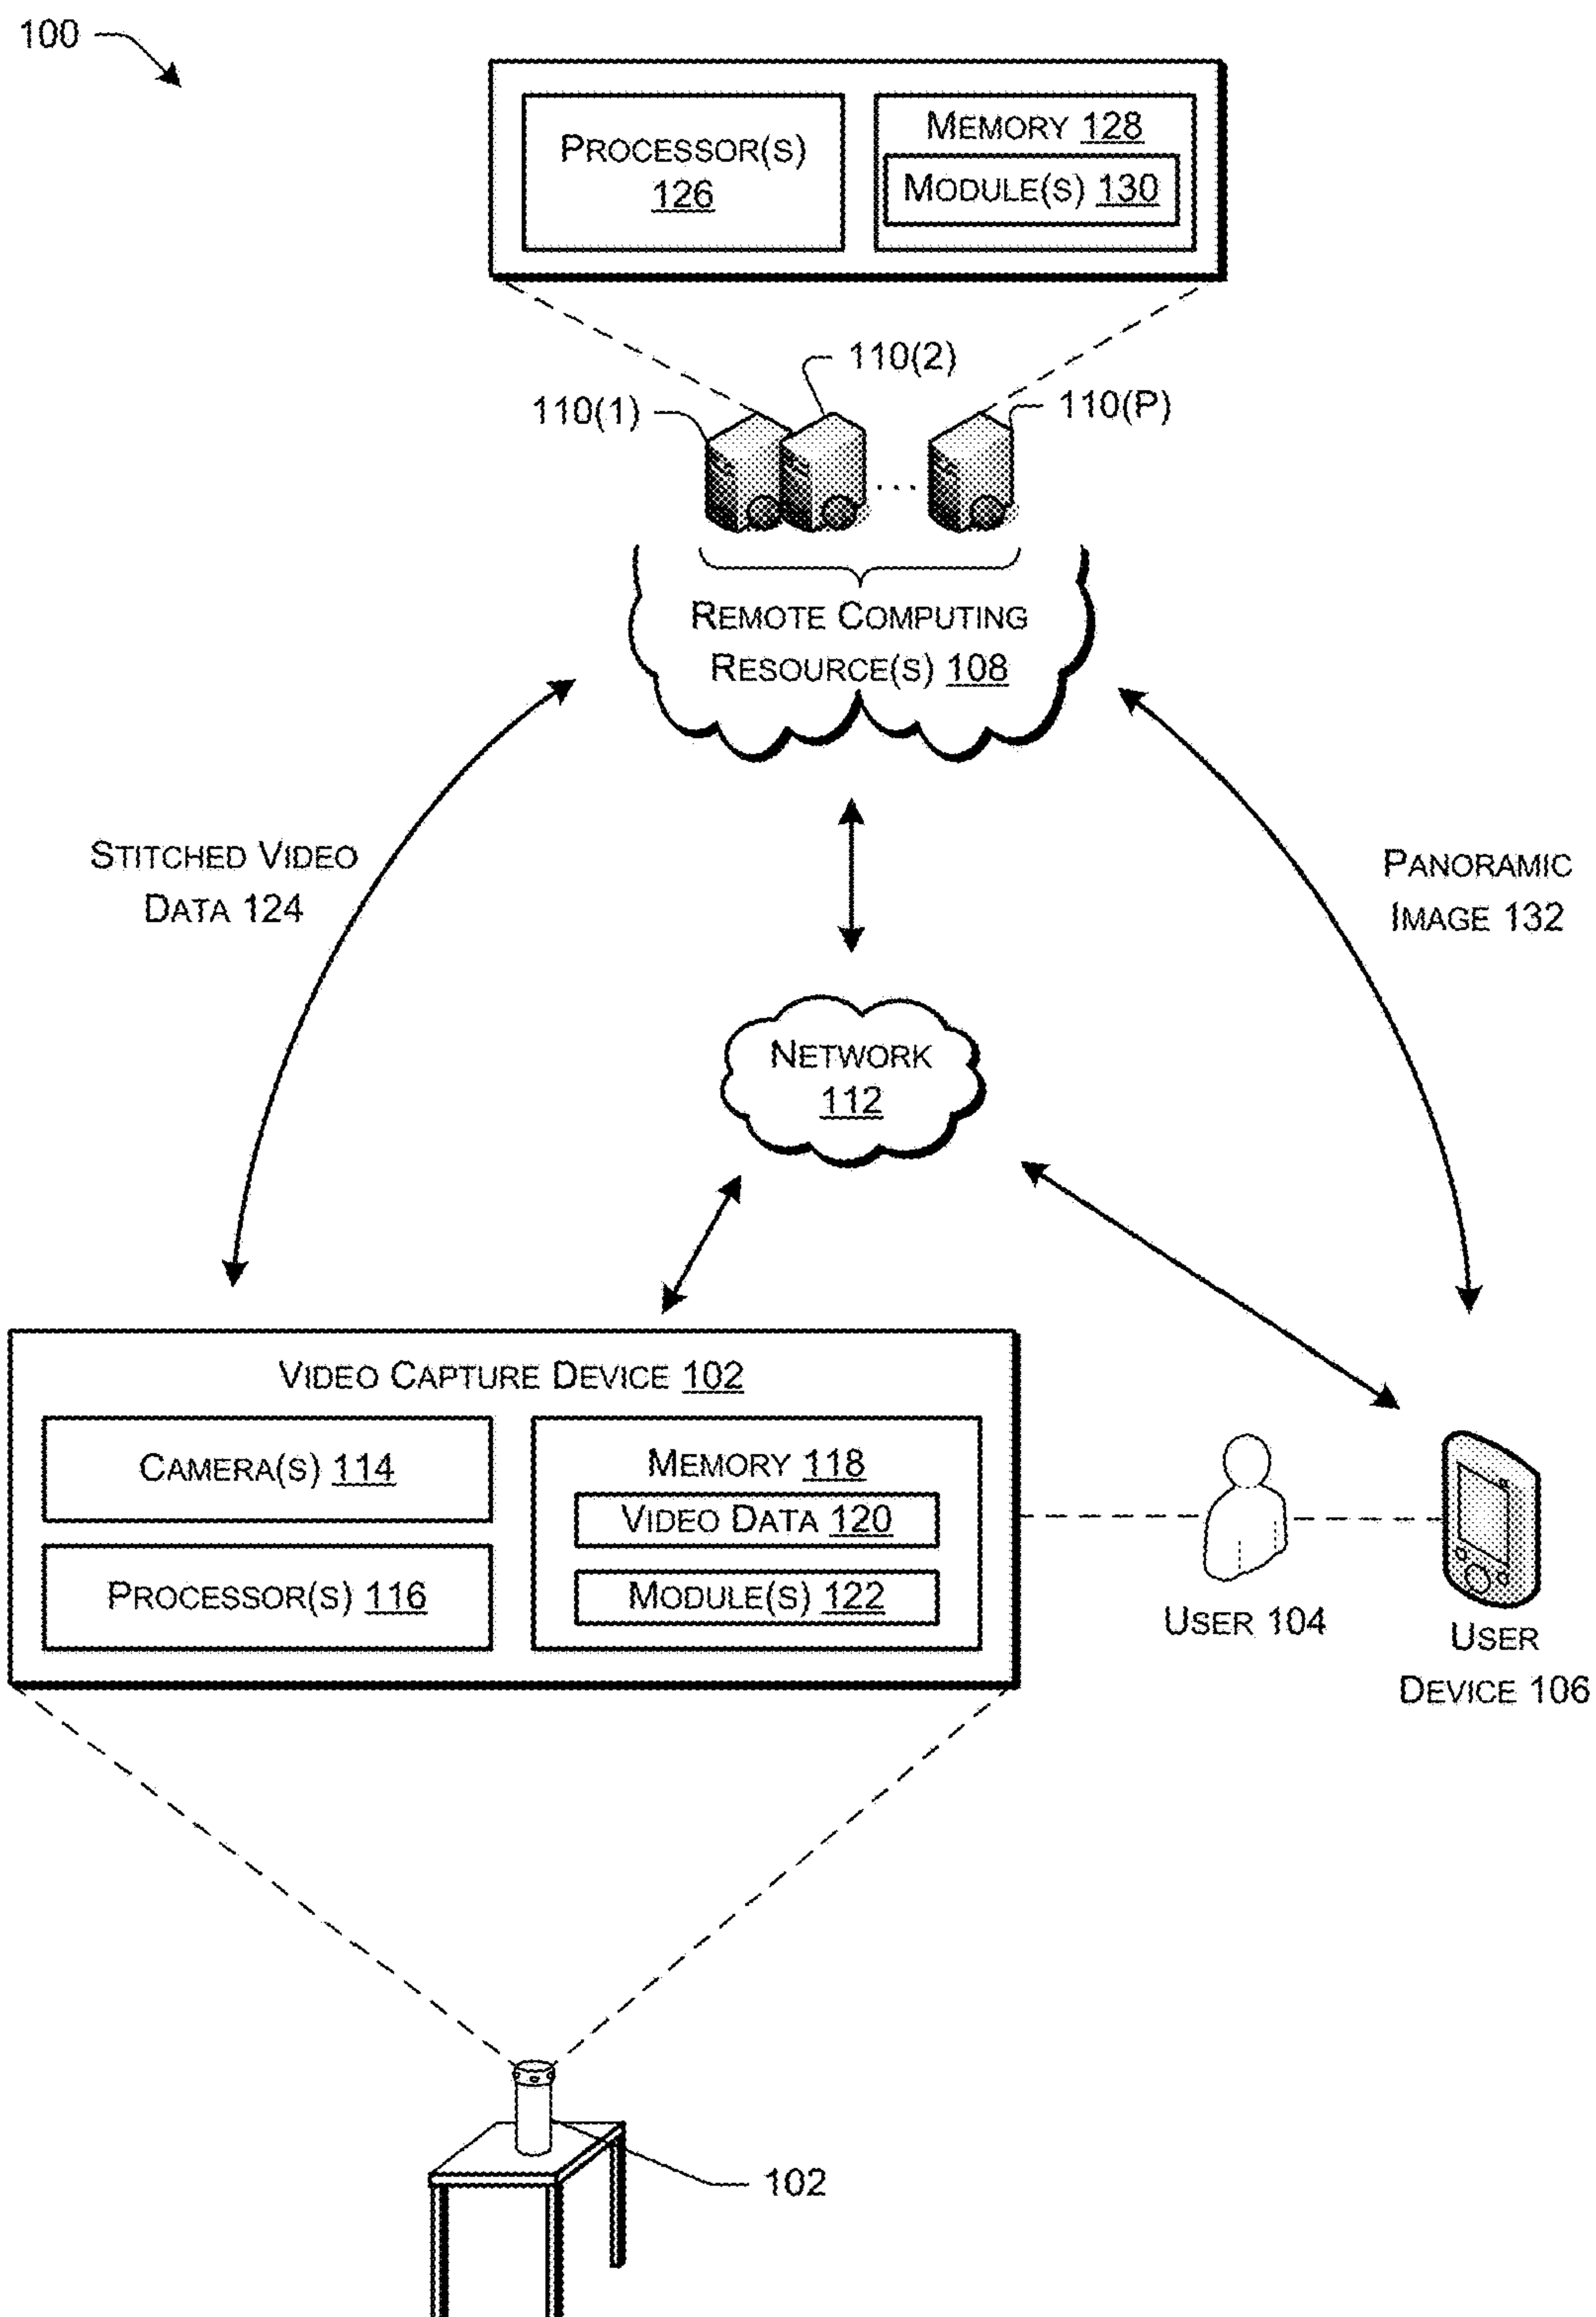 100
PROCESSOR(S)
126
MEMORY 128
MODULE(S) 130
110(2)
110(1)
110(P)
...
REMOTE COMPUTING
RESOURCE(S) 108
STITCHED VIDEO
DATA 124
PANORAMIC
IMAGE 132
NETWORK
112
VIDEO CAPTURE DEVICE 102
CAMERA(S) 114
PROCESSOR(S) 116
MEMORY 118
VIDEO DATA 120
MODULE(S) 122
USER 104
USER
DEVICE 106
102